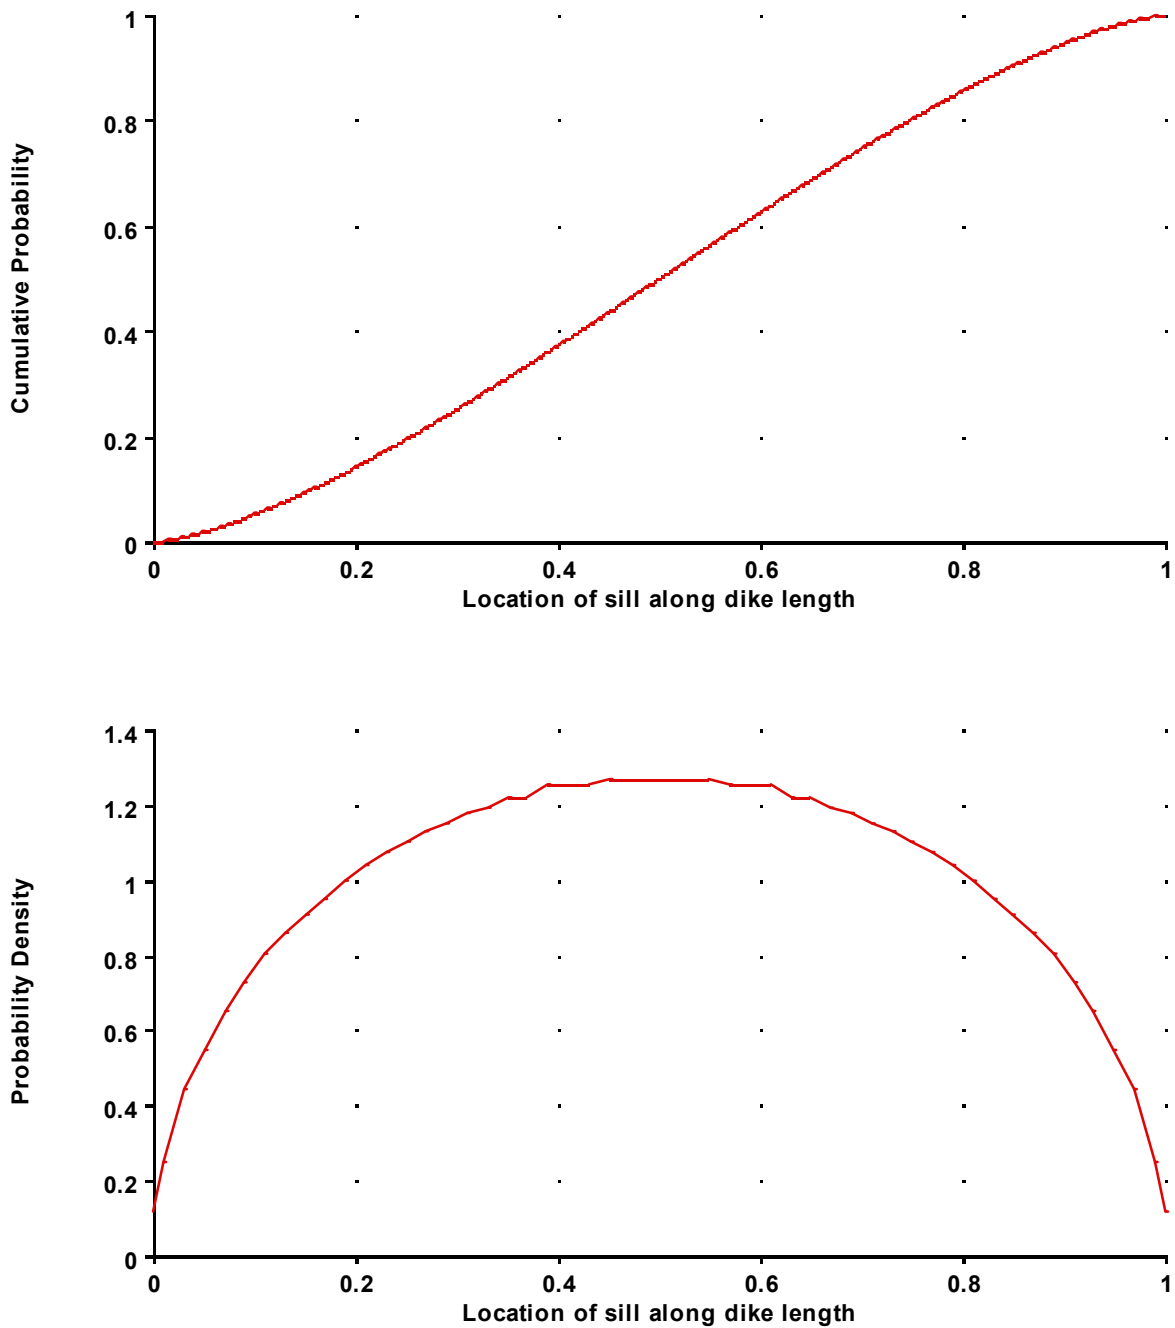 Cumulative Probability
1
0.8
0.6
0.4
0.2
0
0 0.2 0.4 0.6 0.8 1
Location of sill along dike length
Probability Density
1.4
1.2
1
0.8
0.6
0.4
0.2
0
0 0.2 0.4 0.6 0.8 1
Location of sill along dike length